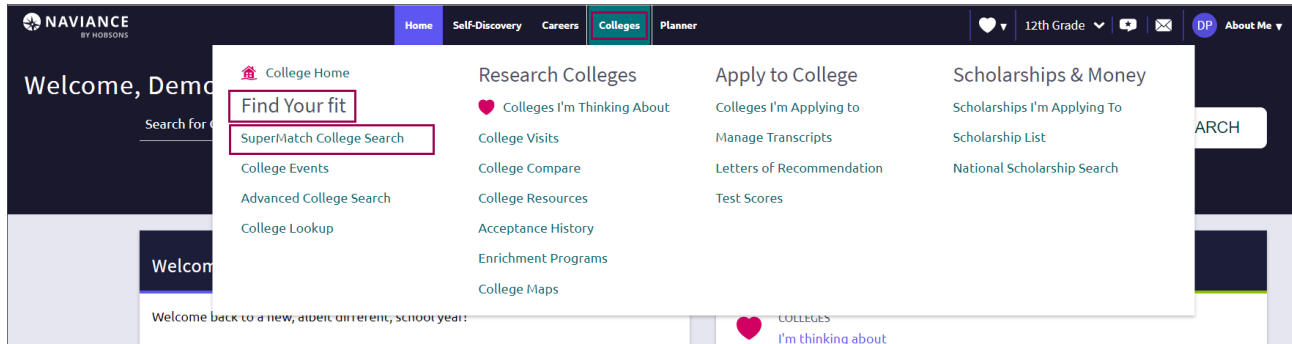 NAVIANCE
BY HOBSONS
Home Self-Discovery Careers Colleges Planner
12th Grade
DP About Me
Welcome, Demo
Search for
ARCH
College Home
Find Your fit
SuperMatch College Search
College Events
Advanced College Search
College Lookup
Research Colleges
Colleges I'm Thinking About
College Visits
College Compare
College Resources
Acceptance History
Enrichment Programs
College Maps
Apply to College
Colleges I'm Applying to
Manage Transcripts
Letters of Recommendation
Test Scores
Scholarships & Money
Scholarships I'm Applying To
Scholarship List
National Scholarship Search
Welcom
Welcome back to a new, albeit different, school year!
COLLEGES
I'm thinking about